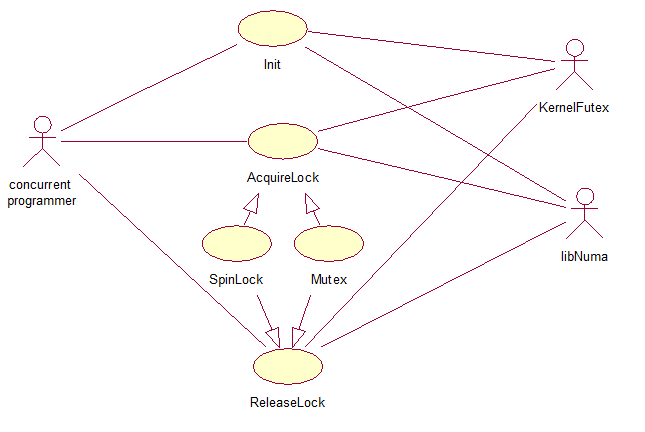 Init
KernelFutex
concurrent
programmer
AcquireLock
libNuma
SpinLock
Mutex
ReleaseLock